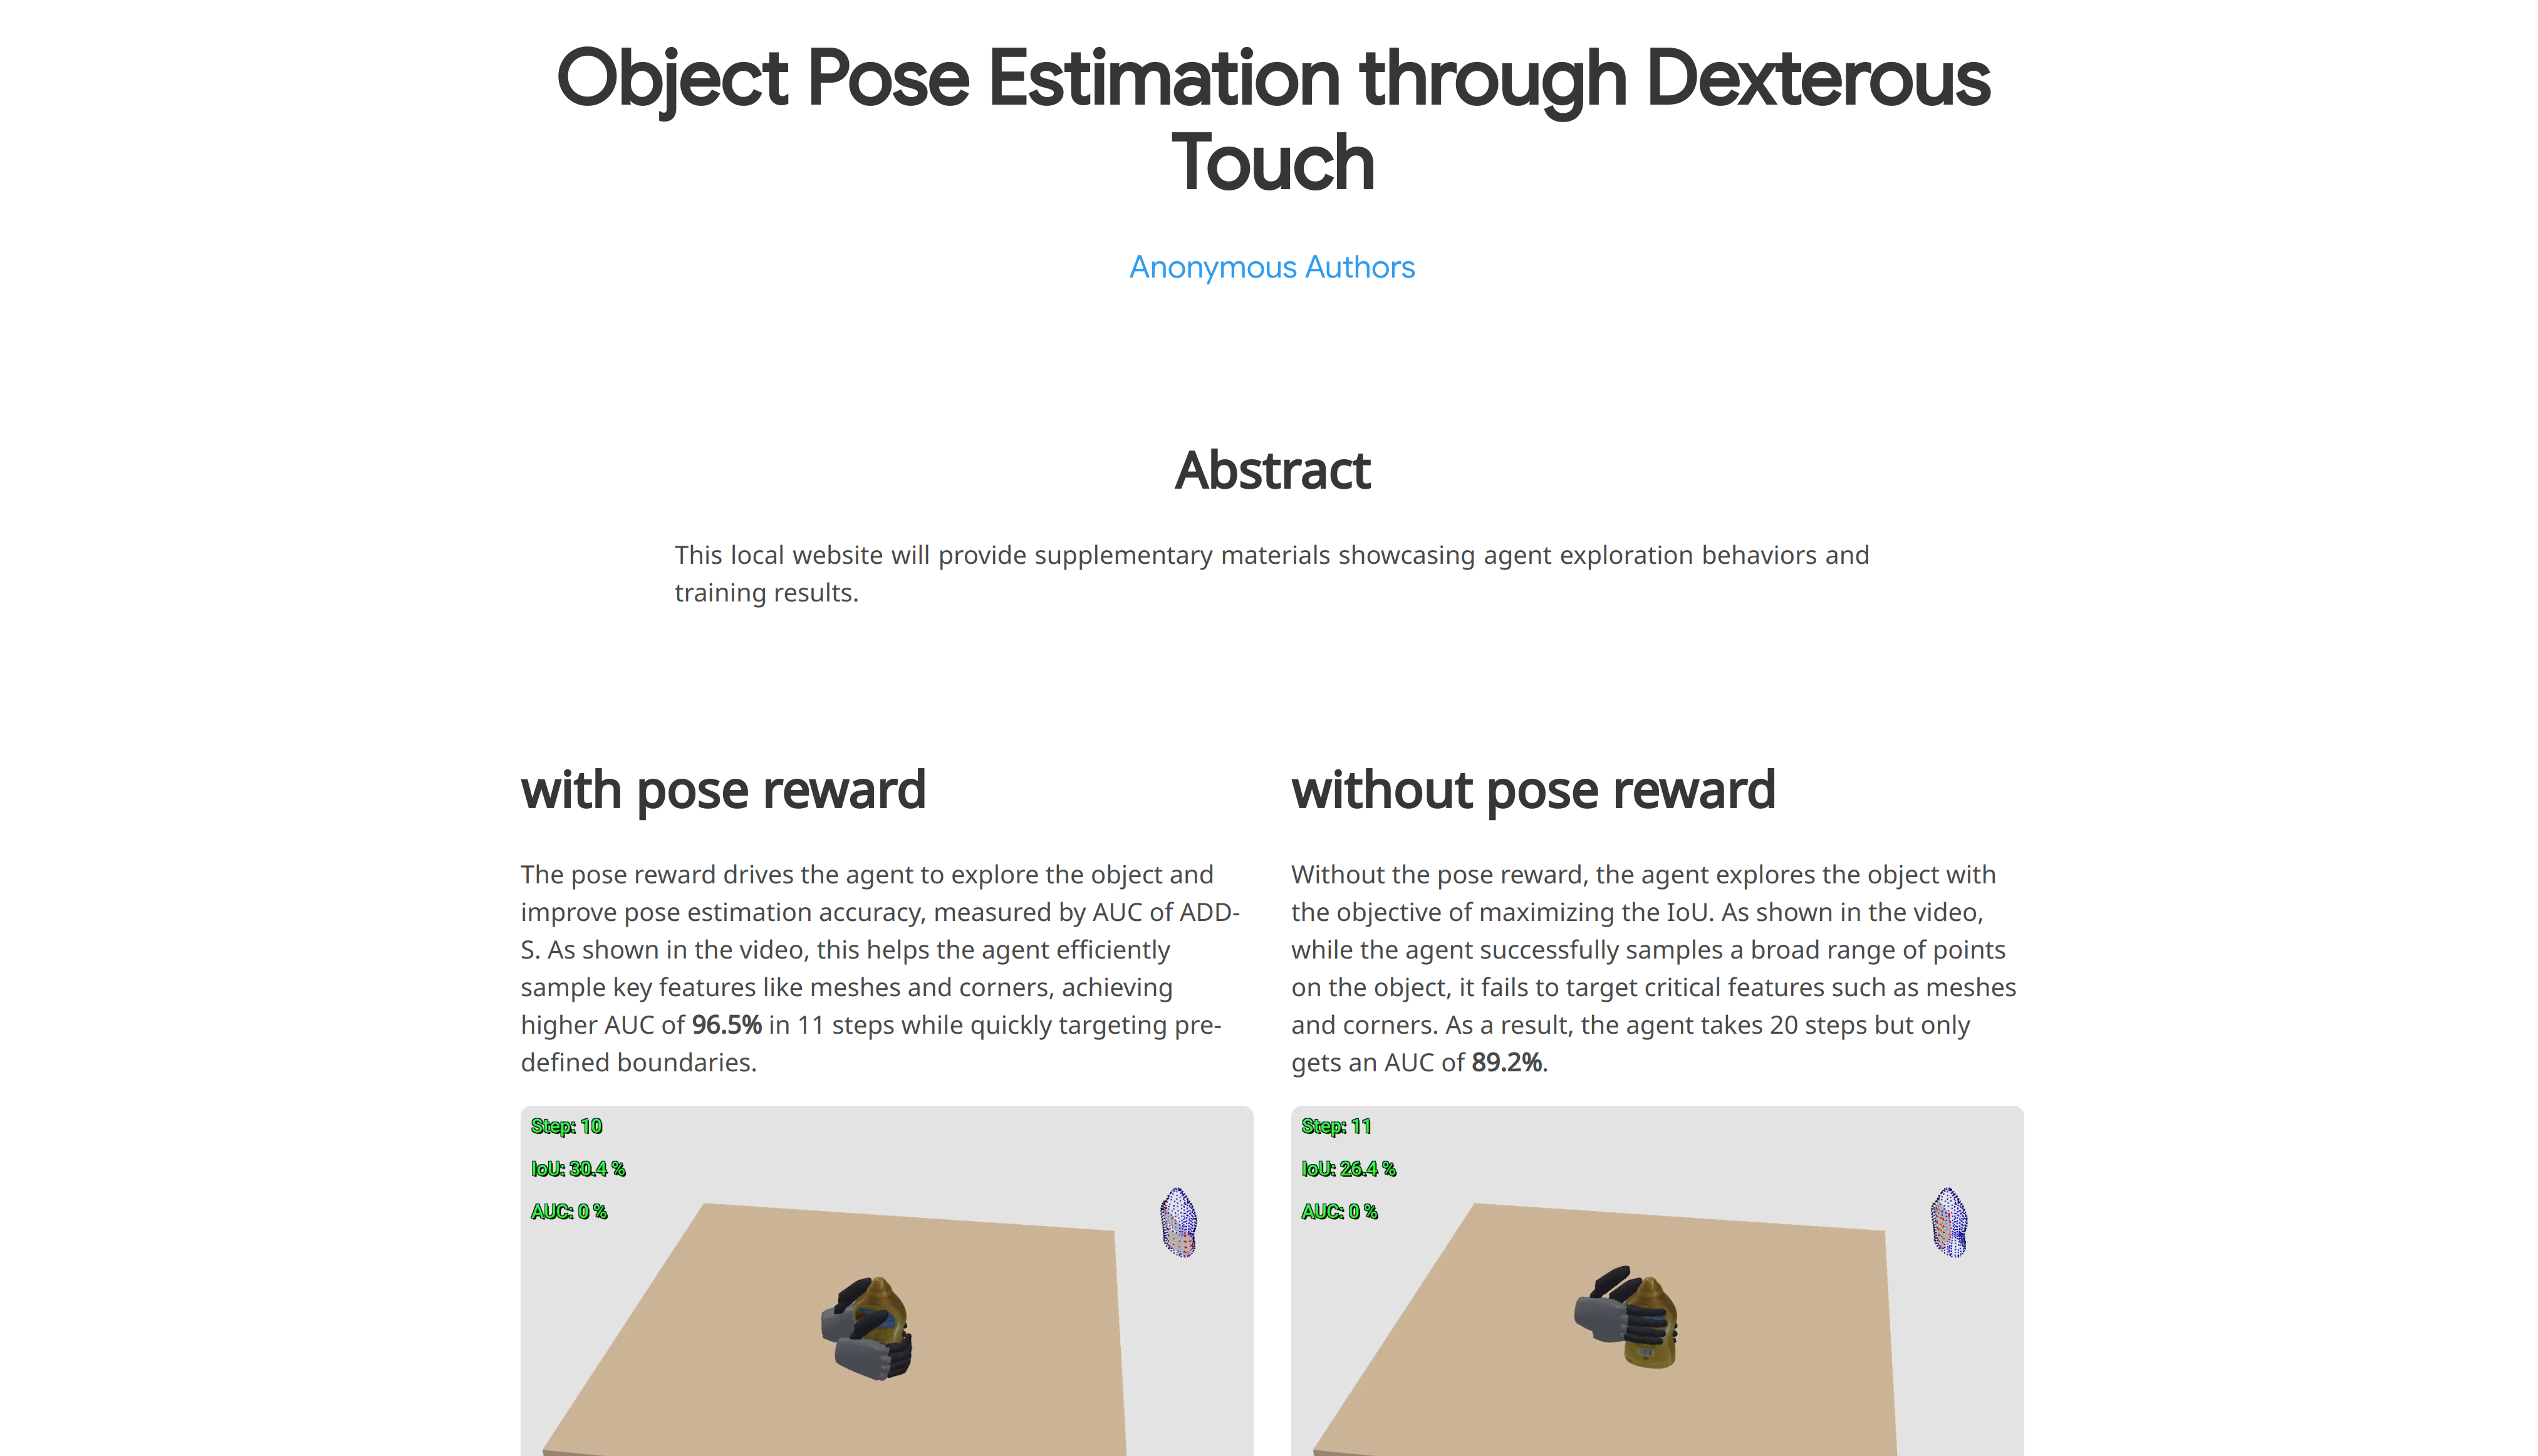 Object Pose Estimation through Dexterous
Touch
Anonymous Authors
Abstract
This local website will provide supplementary materials showcasing agent exploration behaviors and
training results.
with pose reward
The pose reward drives the agent to explore the object and
improve pose estimation accuracy, measured by AUC of ADD-
S. As shown in the video, this helps the agent efficiently
sample key features like meshes and corners, achieving
higher AUC of 96.5% in 11 steps while quickly targeting pre-
defined boundaries.
Step: 10
IoU: 30.4 %
AUC: 0 %
without pose reward
Without the pose reward, the agent explores the object with
the objective of maximizing the IoU. As shown in the video,
while the agent successfully samples a broad range of points
on the object, it fails to target critical features such as meshes
and corners. As a result, the agent takes 20 steps but only
gets an AUC of 89.2%.
Step: 11
IoU: 26.4 %
AUC: 0 %